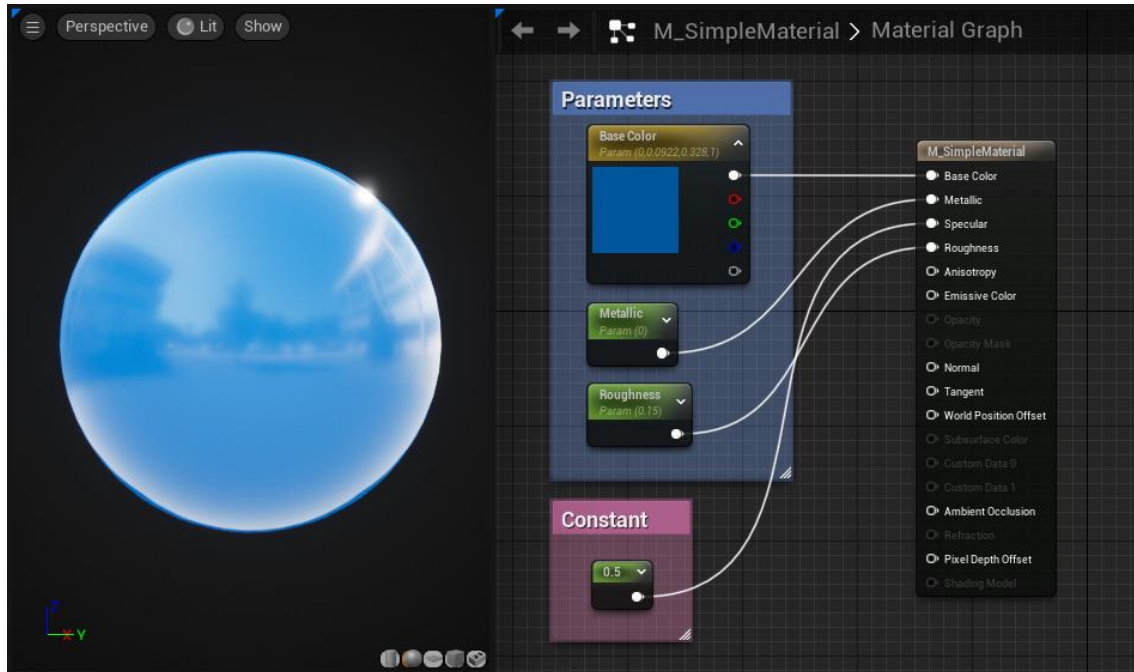 Perspective
Lit
Show
M_SimpleMaterial > Material Graph
Parameters
Base Color
Param (0,0.0922,0.328,1)
Metallic
Param (0)
Roughness
Param (0.15)
Constant
0.5
M_SimpleMaterial
Base Color
Metallic
Specular
Roughness
Anisotropy
Emissive Color
Opacity
Opacity Mask
Normal
Tangent
World Position Offset
Subsurface Color
Custom Data 0
Custom Data 1
Ambient Occlusion
Refraction
Pixel Depth Offset
Shading Model
Z
X Y